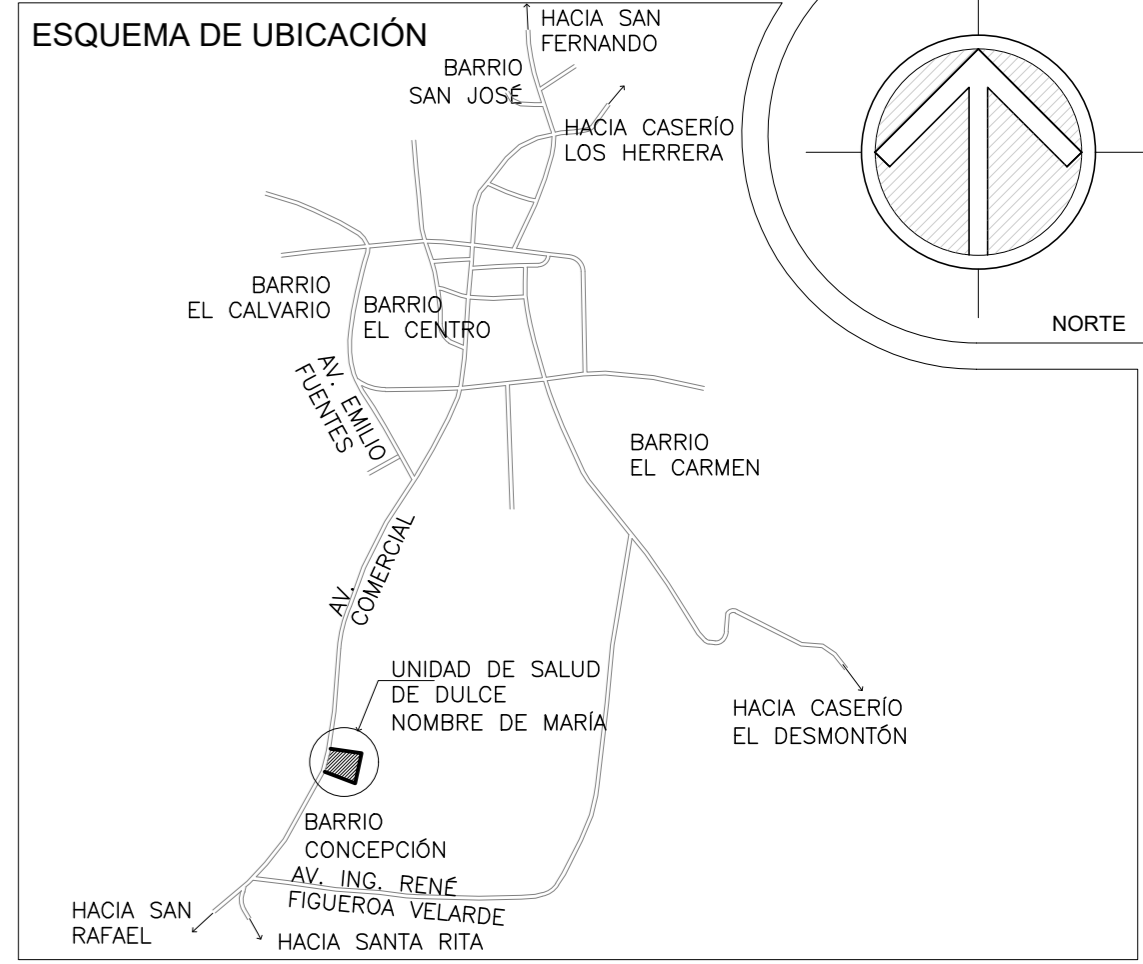 ESQUEMA DE UBICACIÓN
HACIA SAN
FERNANDO
BARRIO
SAN JOSÉ
HACIA CASERÍO
LOS HERRERA
NORTE
BARRIO
EL CALVARIO
BARRIO
EL CENTRO
AV. EMILIO
FUENTES
BARRIO
EL CARMEN
AV.
COMERCIAL
UNIDAD DE SALUD
DE DULCE
NOMBRE DE MARÍA
HACIA CASERÍO
EL DESMONTÓN
BARRIO
CONCEPCIÓN
AV. ING. RENÉ
FIGUEROA VELARDE
HACIA SAN
RAFAEL
HACIA SANTA RITA